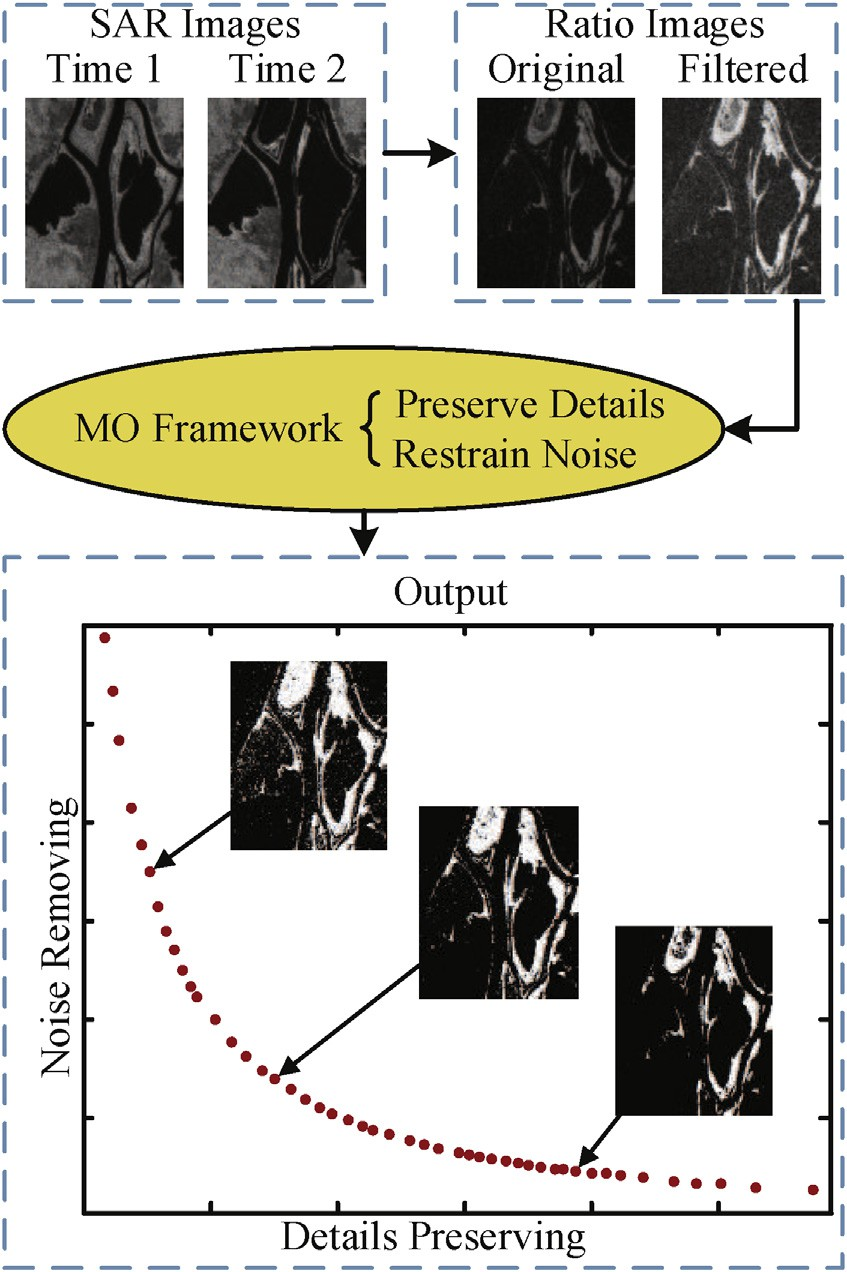 SAR Images
Time 1 Time 2
Ratio Images
Original Filtered
MO Framework
Preserve Details
Restrain Noise
Output
Noise Removing
Details Preserving